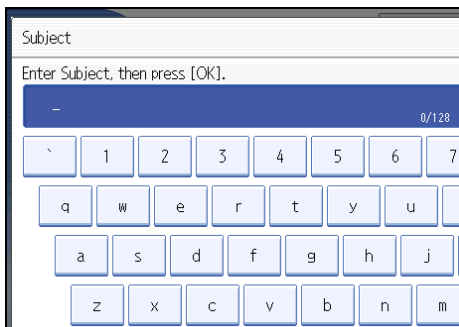 Subject
Enter Subject, then press [OK].
_
0/128
` 1 2 3 4 5 6 7
q w e r t y u
a s d f g h j
z x c v b n m